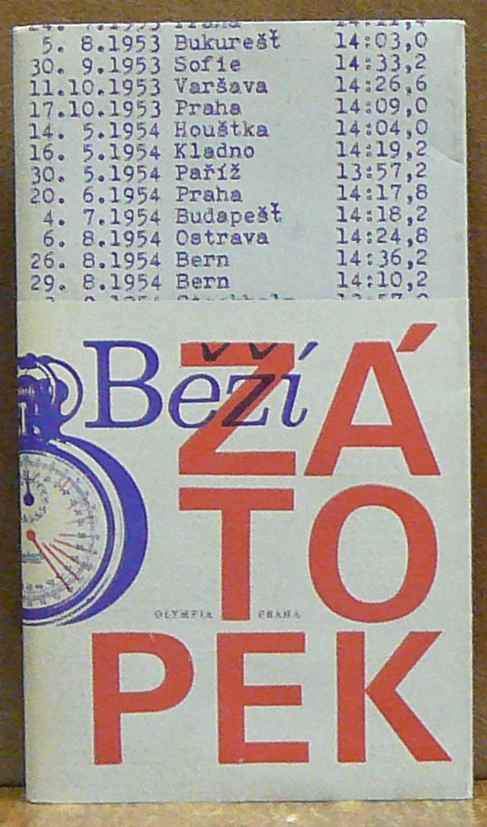 5. 8.1953 Bukurešť 14:03,0
30. 9.1953 Sofie 14:33,2
11.10.1953 Varšava 14:26,6
17.10.1953 Praha 14:09,0
14. 5.1954 Houštka 14:04,0
16. 5.1954 Kladno 14:19,2
30. 5.1954 Paříž 13:57,2
20. 6.1954 Praha 14:17,8
4. 7.1954 Budapešť 14:18,2
6. 8.1954 Ostrava 14:24,8
26. 8.1954 Bern 14:36,2
29. 8.1954 Bern 14:10,2
Běží
ZÁ
TO
OLYMPIA PRAHA
PEK